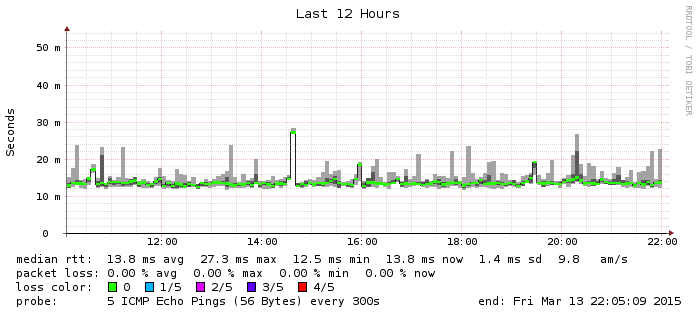 Last 12 Hours
RRDTOOL / TOBI OETIKER
Seconds
50 m
40 m
30 m
20 m
10 m
0
12:00 14:00 16:00 18:00 20:00 22:00
median rtt: 13.8 ms avg 27.3 ms max 12.5 ms min 13.8 ms now 1.4 ms sd 9.8 am/s
packet loss: 0.00 % avg 0.00 % max 0.00 % min 0.00 % now
loss color: 0 1/5 2/5 3/5 4/5
probe: 5 ICMP Echo Pings (56 Bytes) every 300s end: Fri Mar 13 22:05:09 2015